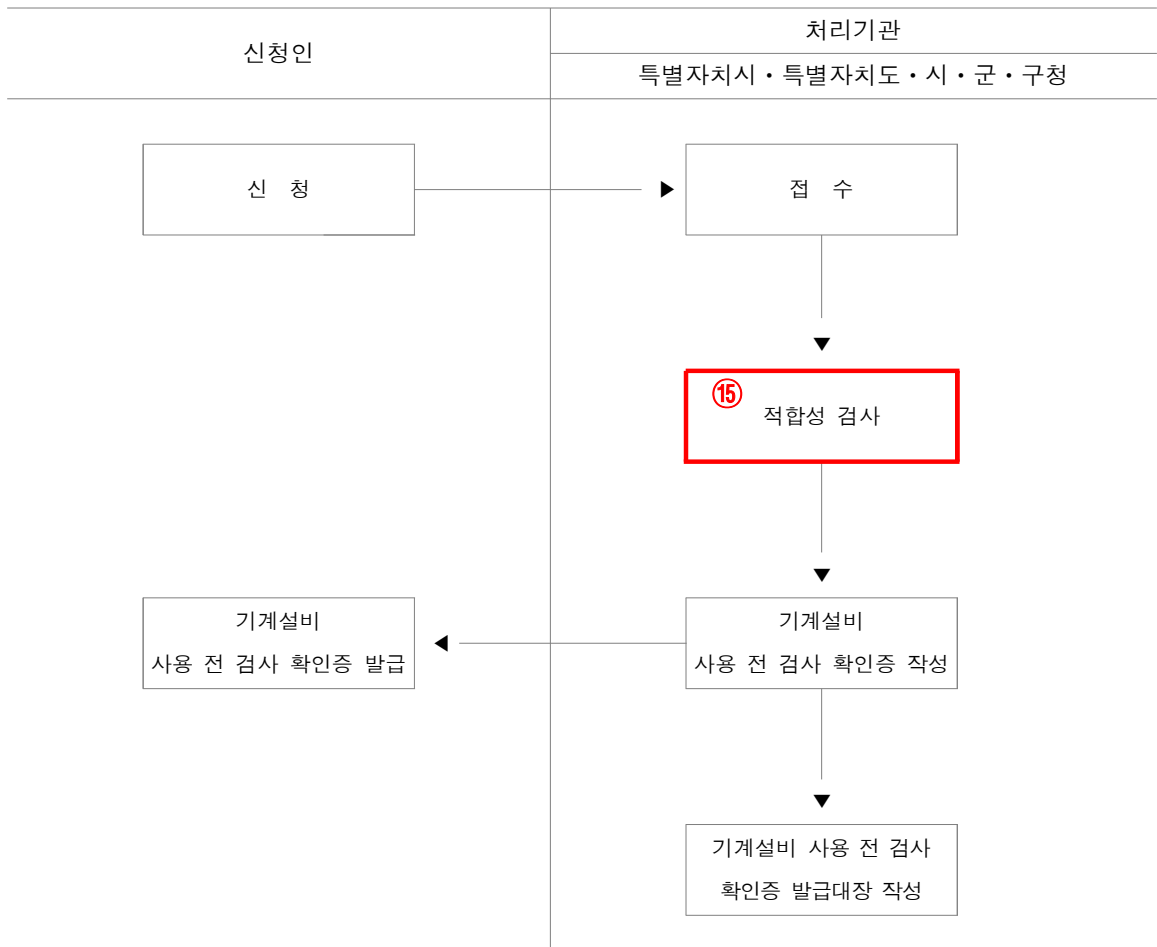 신청인
처리기관
특별자치시・특별자치도・시・군・구청
신 청
접 수
⑮
적합성 검사
기계설비
사용 전 검사 확인증 발급
기계설비
사용 전 검사 확인증 작성
기계설비 사용 전 검사
확인증 발급대장 작성